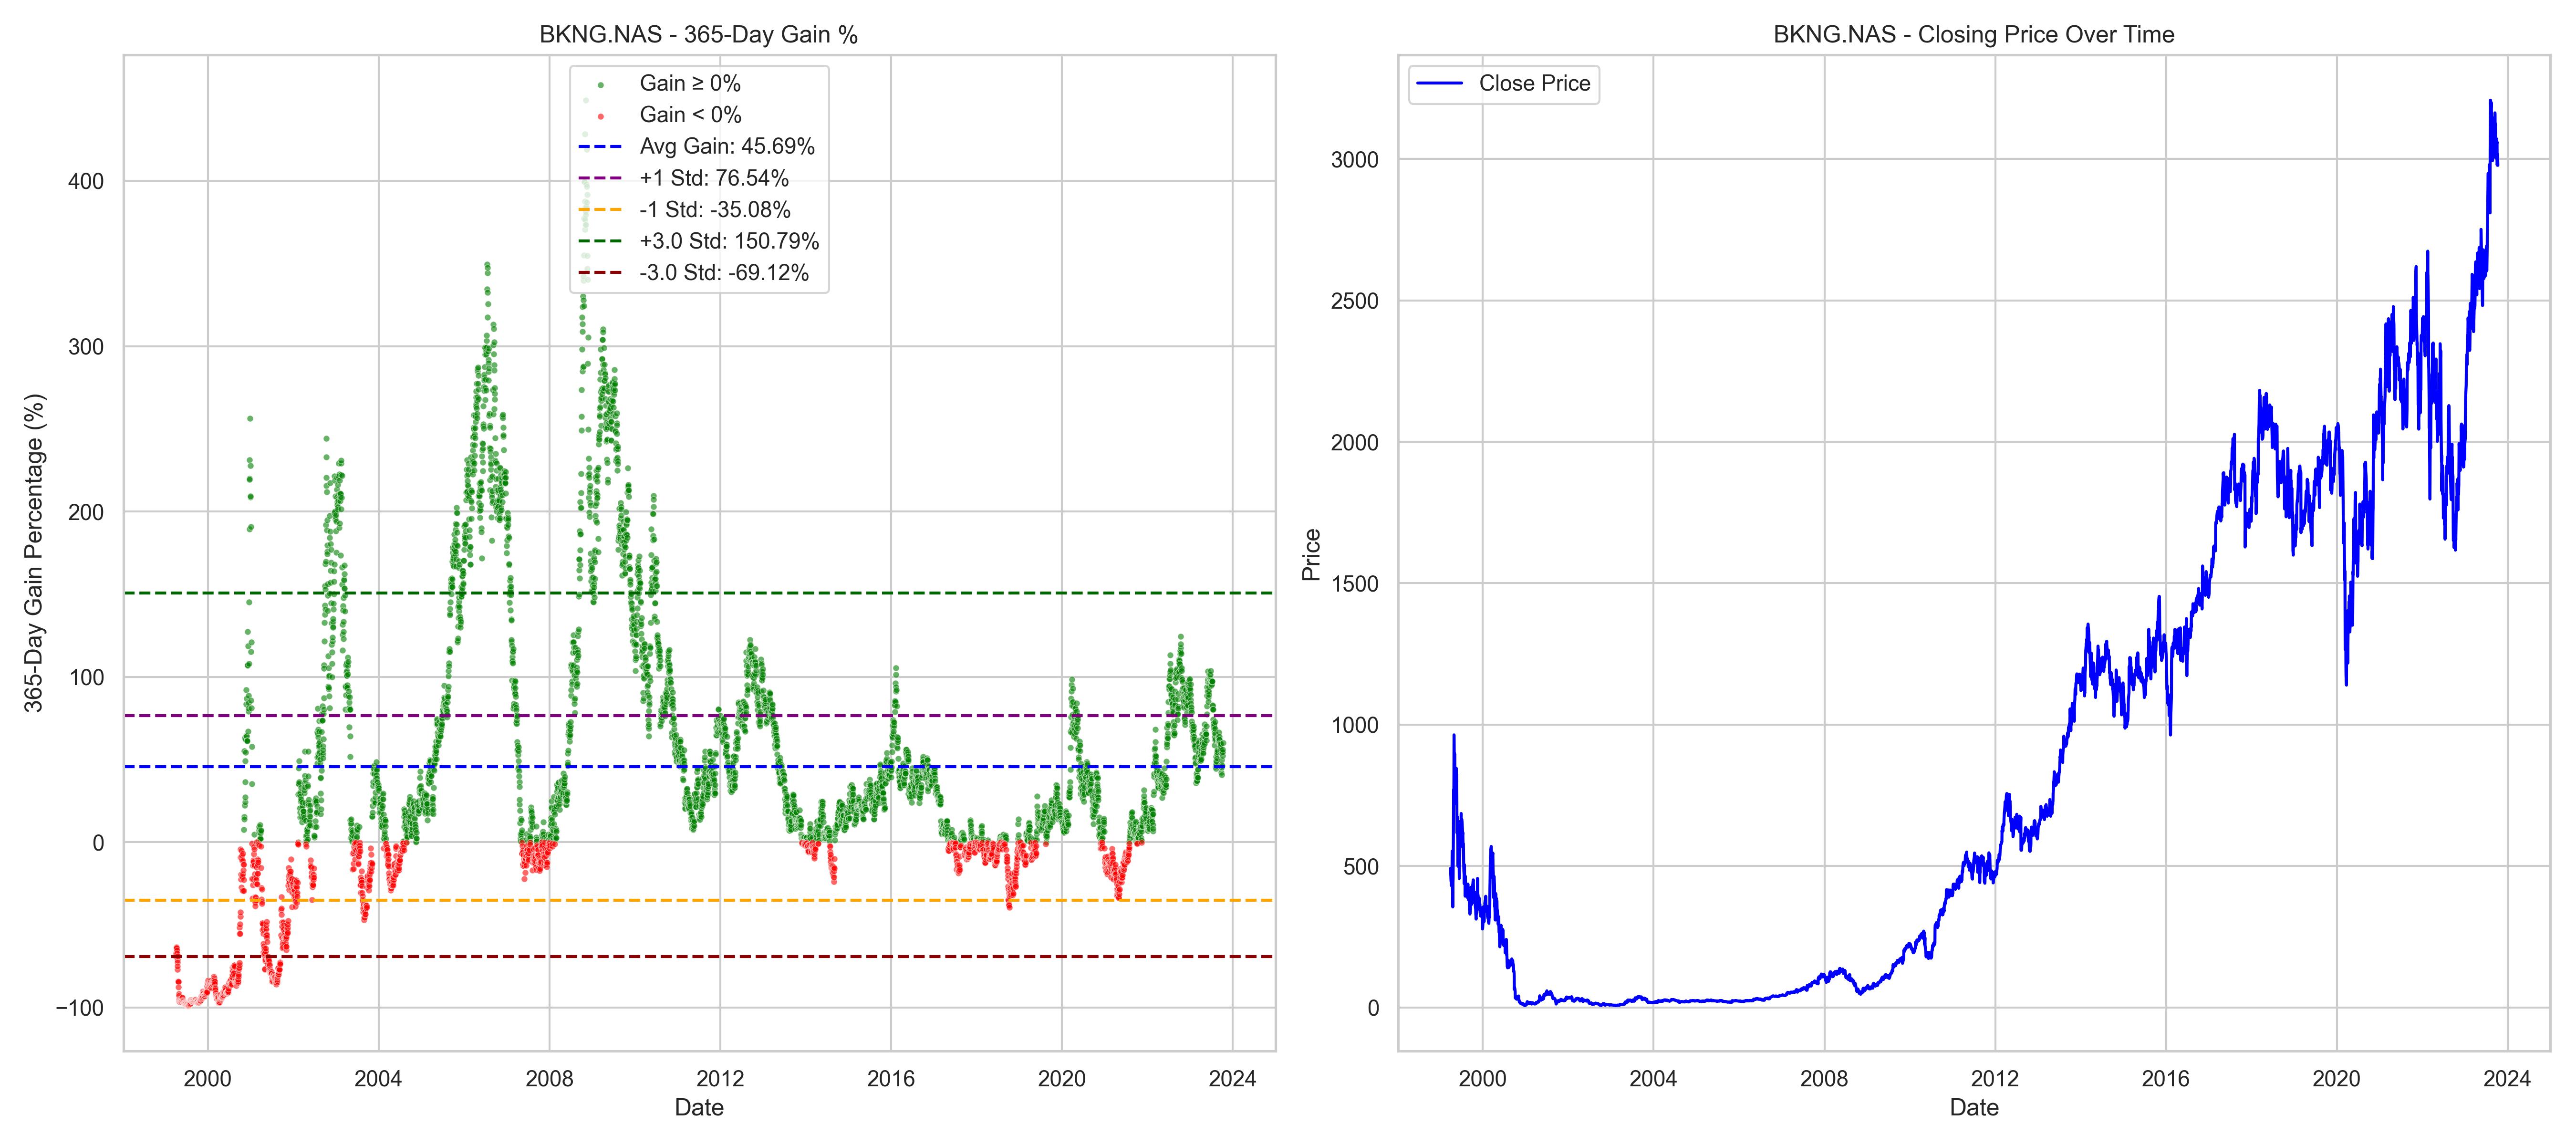 BKNG.NAS - 365-Day Gain %
Gain ≥ 0%
Gain < 0%
Avg Gain: 45.69%
+1 Std: 76.54%
-1 Std: -35.08%
+3.0 Std: 150.79%
-3.0 Std: -69.12%
400
300
200
100
0
−100
365-Day Gain Percentage (%)
2000 2004 2008 2012 2016 2020 2024
Date
BKNG.NAS - Closing Price Over Time
Close Price
3000
2500
2000
1500
1000
500
0
Price
2000 2004 2008 2012 2016 2020 2024
Date